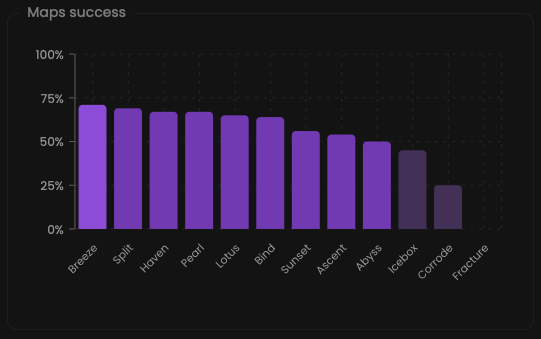 Maps success
100%
75%
50%
25%
0%
Breeze
Split
Haven
Pearl
Lotus
Bind
Sunset
Ascent
Abyss
Icebox
Corrode
Fracture